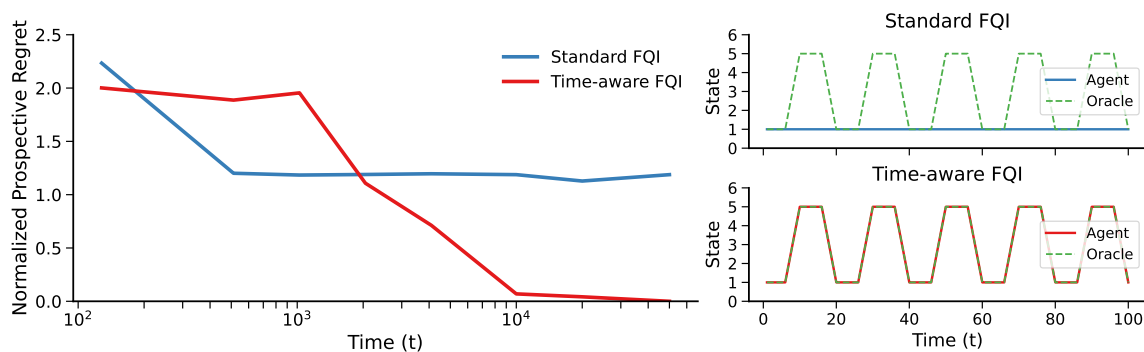 Normalized Prospective Regret
2.5
2.0
1.5
1.0
0.5
0.0
10²
10³
10⁴
Time (t)
Standard FQI
Time-aware FQI
Standard FQI
State
6
5
4
3
2
1
0
Agent
Oracle
Time-aware FQI
State
6
5
4
3
2
1
0
Agent
Oracle
0
20
40
60
80
100
Time (t)